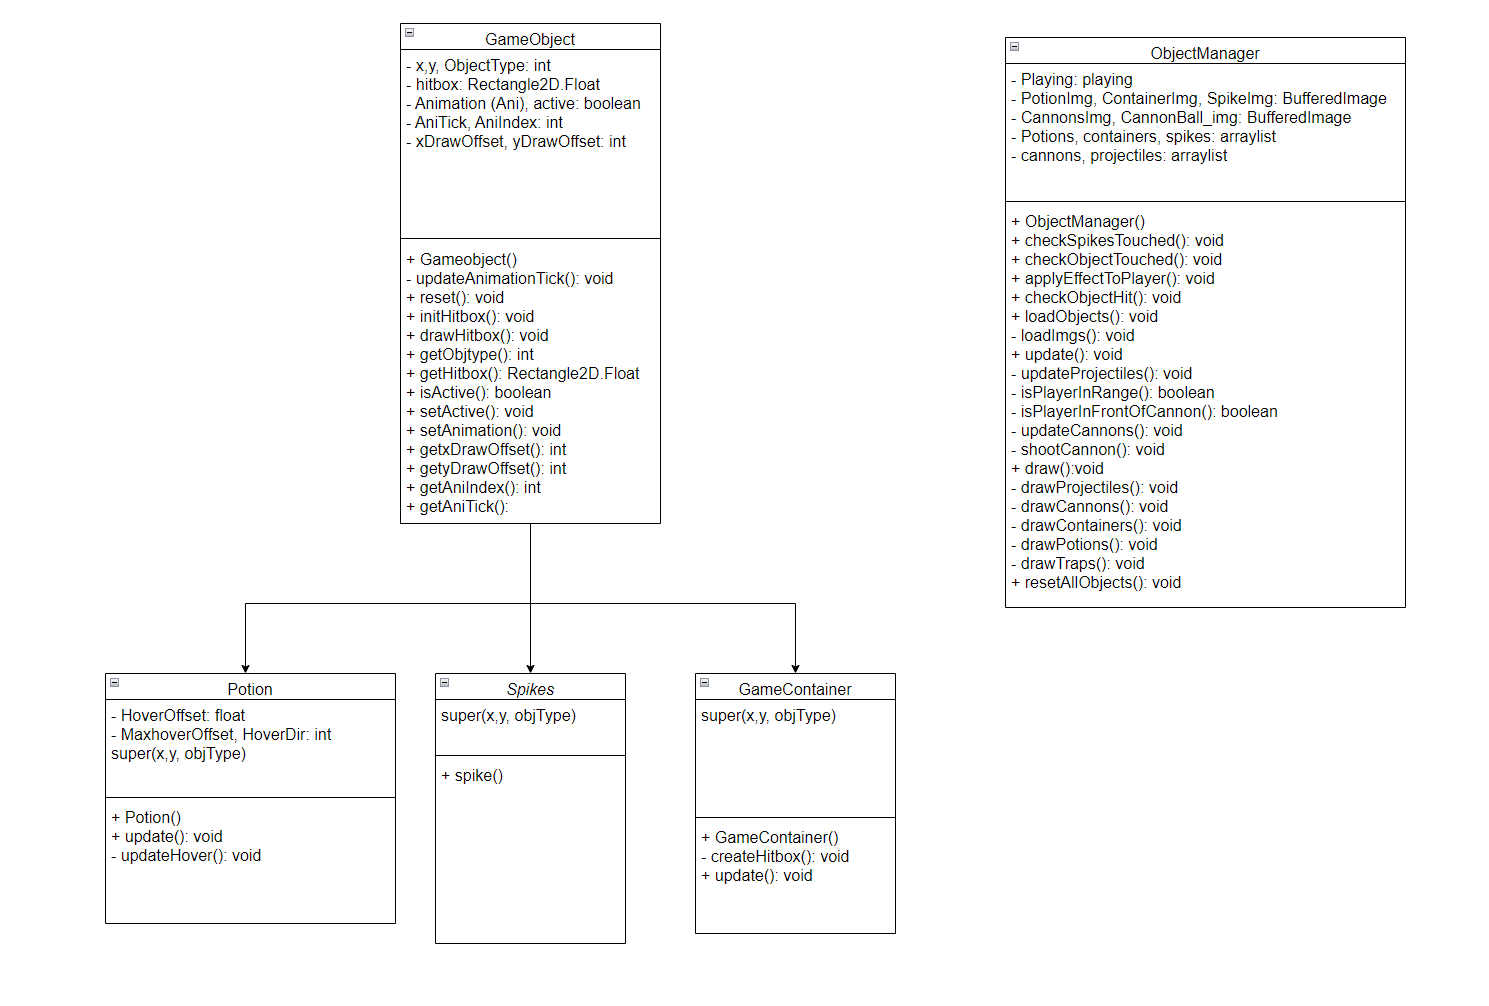 GameObject
- x,y, ObjectType: int
- hitbox: Rectangle2D.Float
- Animation (Ani), active: boolean
- AniTick, AniIndex: int
- xDrawOffset, yDrawOffset: int
+ Gameobject()
- updateAnimationTick(): void
+ reset(): void
+ initHitbox(): void
+ drawHitbox(): void
+ getObjtype(): int
+ getHitbox(): Rectangle2D.Float
+ isActive(): boolean
+ setActive(): void
+ setAnimation(): void
+ getxDrawOffset(): int
+ getyDrawOffset(): int
+ getAniIndex(): int
+ getAniTick():
ObjectManager
- Playing: playing
- PotionImg, ContainerImg, SpikeImg: BufferedImage
- CannonsImg, CannonBall_img: BufferedImage
- Potions, containers, spikes: arraylist
- cannons, projectiles: arraylist
+ ObjectManager()
+ checkSpikesTouched(): void
+ checkObjectTouched(): void
+ applyEffectToPlayer(): void
+ checkObjectHit(): void
+ loadObjects(): void
- loadImgs(): void
+ update(): void
- updateProjectiles(): void
- isPlayerInRange(): boolean
- isPlayerInFrontOfCannon(): boolean
- updateCannons(): void
- shootCannon(): void
+ draw():void
- drawProjectiles(): void
- drawCannons(): void
- drawContainers(): void
- drawPotions(): void
- drawTraps(): void
+ resetAllObjects(): void
Potion
- HoverOffset: float
- MaxhoverOffset, HoverDir: int
super(x,y, objType)
+ Potion()
+ update(): void
- updateHover(): void
Spikes
super(x,y, objType)
+ spike()
GameContainer
super(x,y, objType)
+ GameContainer()
- createHitbox(): void
+ update(): void